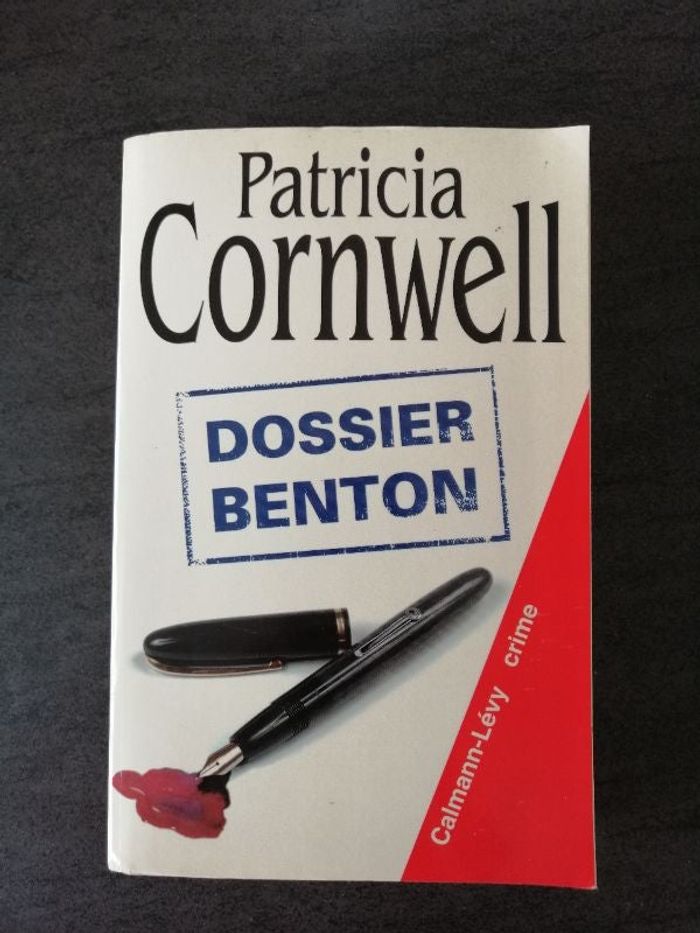 Patricia
Cornwell
DOSSIER
BENTON
Calmann-Lévy crime